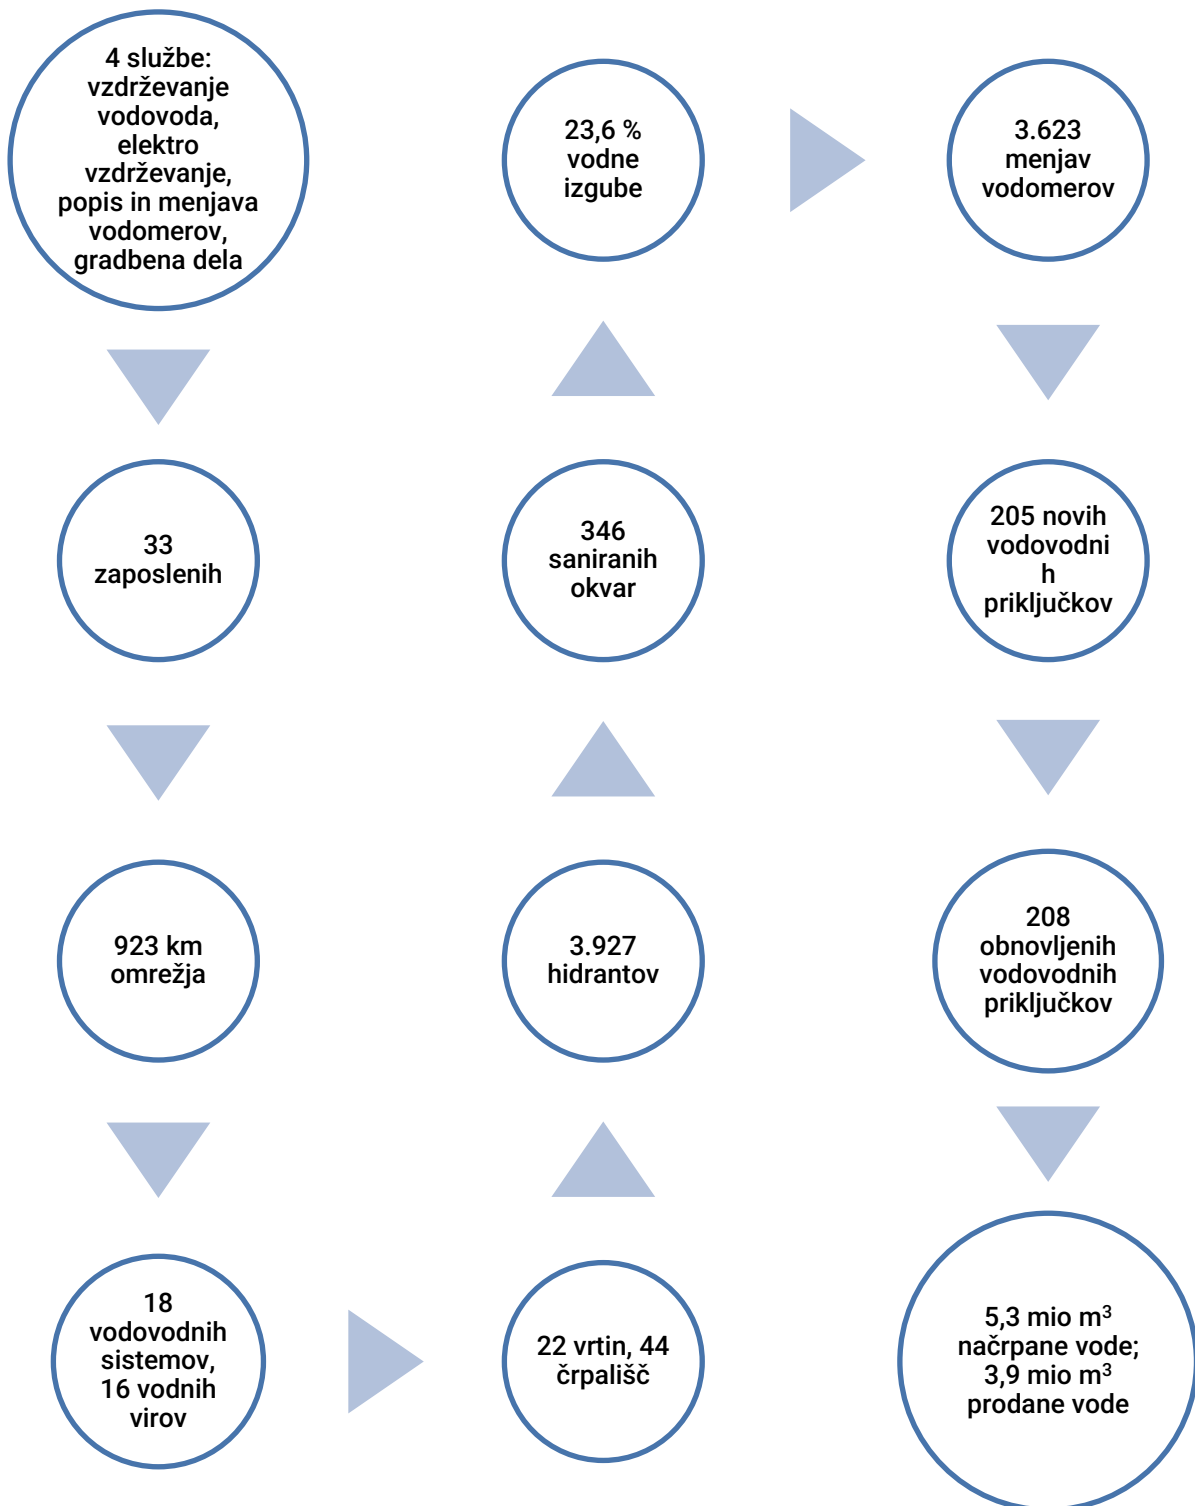 4 službe:
vzdrževanje
vodovoda,
elektro
vzdrževanje,
popis in menjava
vodomerov,
gradbena dela
33
zaposlenih
923 km
omrežja
18
vodovodnih
sistemov,
16 vodnih
virov
22 vrtin, 44
črpališč
3.927
hidrantov
346
saniranih
okvar
23,6 %
vodne
izgube
3.623
menjav
vodomerov
205 novih
vodovodni
h
priključkov
208
obnovljenih
vodovodnih
priključkov
5,3 mio m³
načrpane vode;
3,9 mio m³
prodane vode